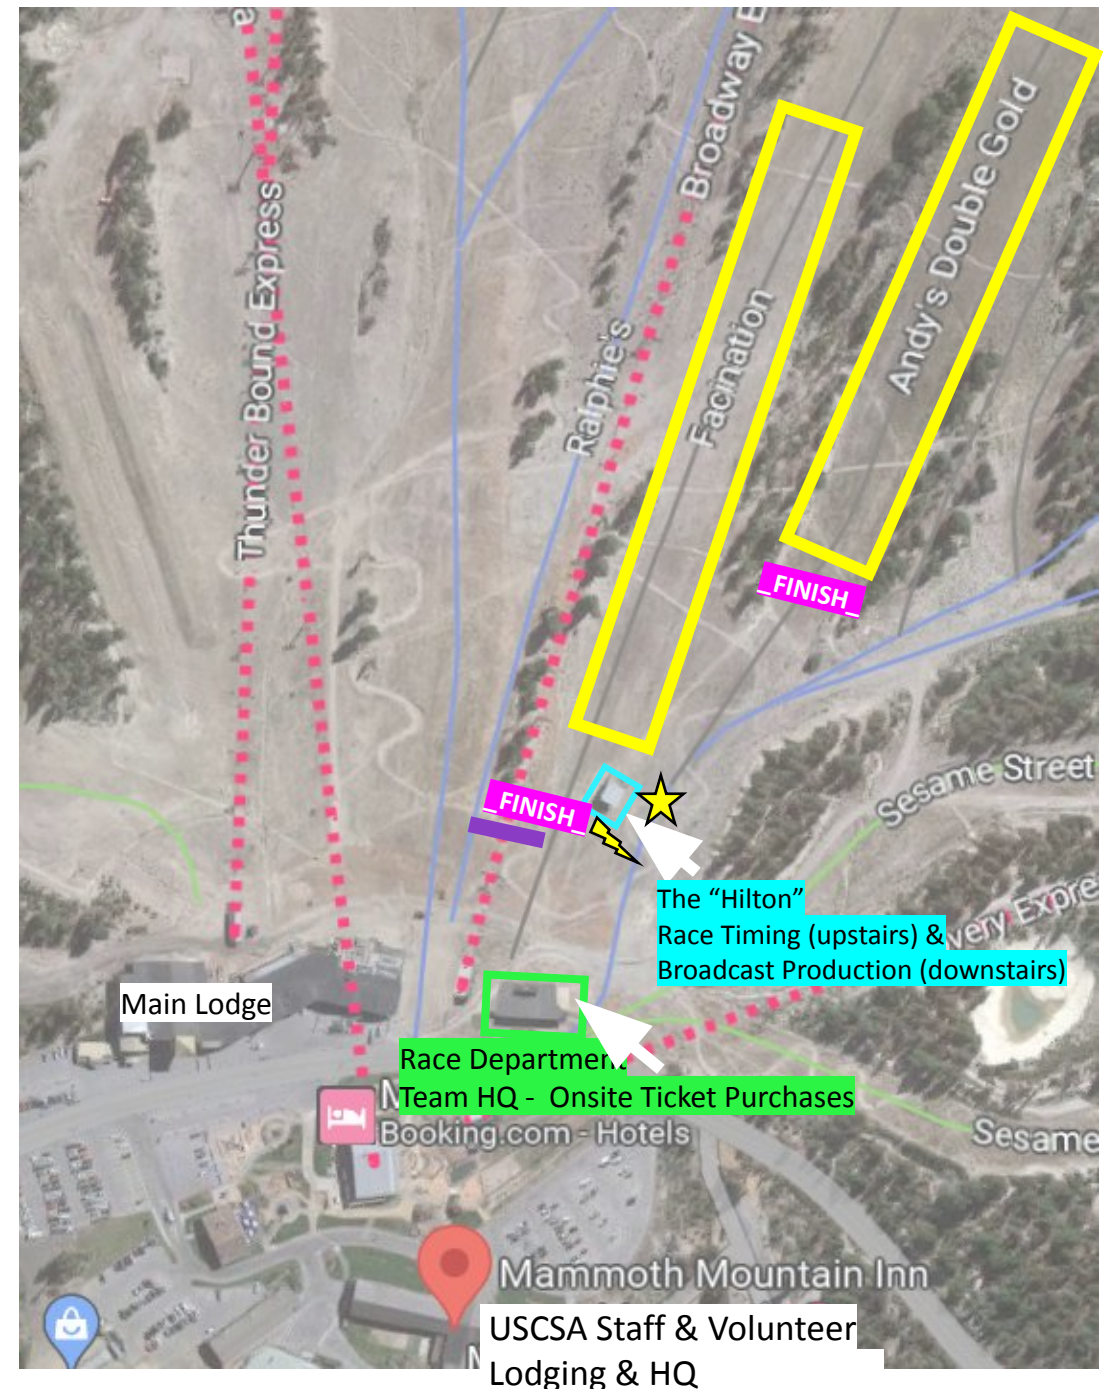 Thunder Bound Express
Broadway E
Ralphie's
Facination
Andy's Double Gold
_FINISH_
Sesame Street
_FINISH_
The “Hilton”
Race Timing (upstairs) &
Broadcast Production (downstairs)
very Expre
Main Lodge
Race Department
Team HQ - Onsite Ticket Purchases
M
Booking.com - Hotels
Sesame
Mammoth Mountain Inn
USCSA Staff & Volunteer
Lodging & HQ